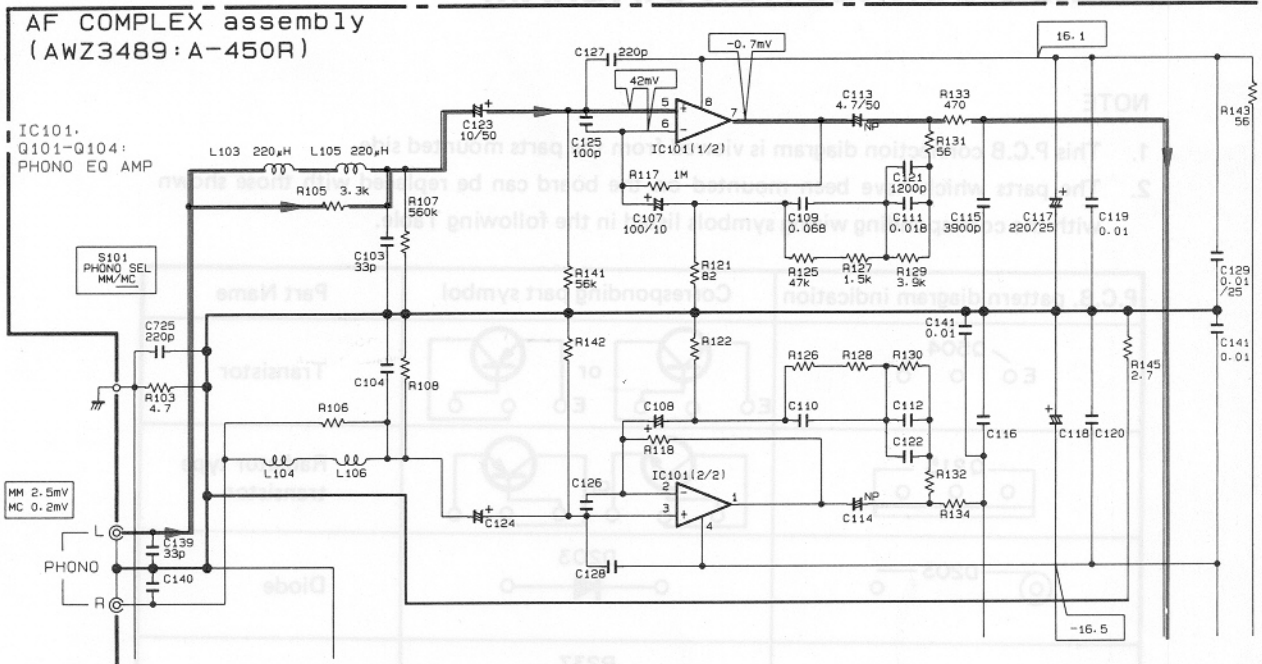 AF COMPLEX assembly
(AWZ3489:A-450R)
IC101,
Q101-Q104:
PHONO EQ AMP
L103 220μH L105 220μH
R105 3.3K
R107
560k
C103
33p
S101
PHONO SEL
MM/MC
C725
220p
R103
4.7
C104
R108
R106
L104 L106
MM 2.5mV
MC 0.2mV
L
PHONO
R
C139
33p
C140
C123
10/50
C127 220p
-0.7mV
16.1
42mV
5
6
8
7
+
−
C125
100p
IC101(1/2)
C113
4.7/50
NP
R133
470
R131
56
R143
56
R117 1M
C121
1200p
C107
100/10
C109
0.068
C111
0.018
C115
3900p
C117
220/25
C119
0.01
R141
56k
R121
82
R125
47k
R127
1.5k
R129
3.9k
C129
0.01
/25
C141
0.01
C141
0.01
R142
R122
R126 R128 R130
R145
2.7
C108
C110
C112
R118
C122
C116
C118
C120
IC101(2/2)
R132
C126
2
3
−
+
1
4
NP
C124
C114
R134
C128
-16.5
NOTE
1. This P.C.B connection diagram is viewed from the parts mounted side.
2. The parts which have been mounted on the board can be replaced with those shown
with the corresponding wiring symbols listed in the following Table.
P.C.B. pattern diagram indication
Corresponding part symbol
Part Name
Transistor
or
Diode
D203
D203